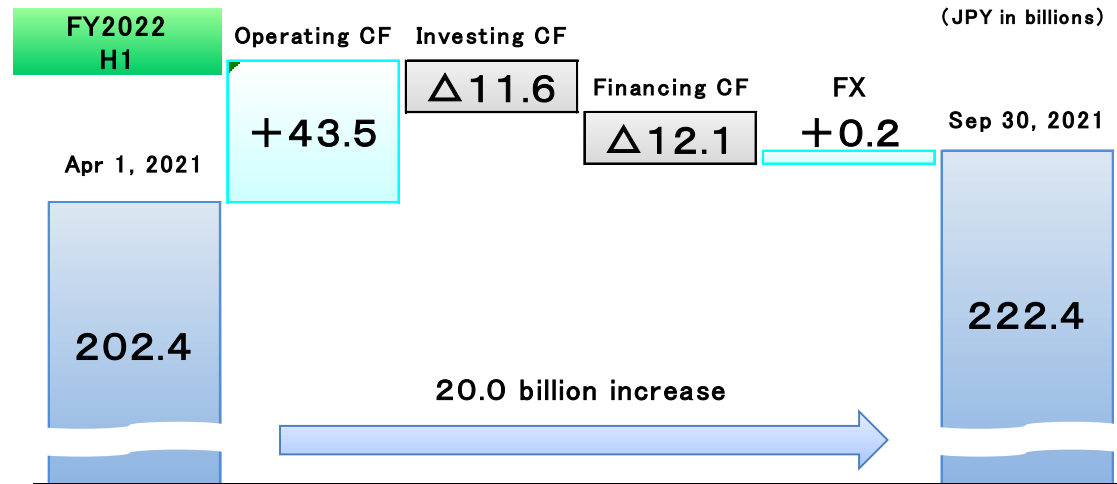 FY2022
H1
（JPY in billions）
Operating CF
Investing CF
＋43.5
△11.6
Financing CF
△12.1
FX
＋0.2
Sep 30, 2021
Apr 1, 2021
202.4
222.4
20.0 billion increase